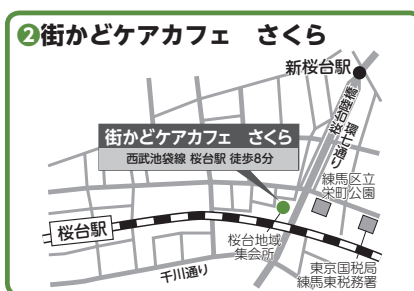 ❷街かどケアカフェ　さくら
新桜台駅
桜台陸橋
環七通り
街かどケアカフェ　さくら
西武池袋線 桜台駅 徒歩8分
練馬区立
栄町公園
桜台駅
桜台地域
集会所
千川通り
東京国税局
練馬東税務署